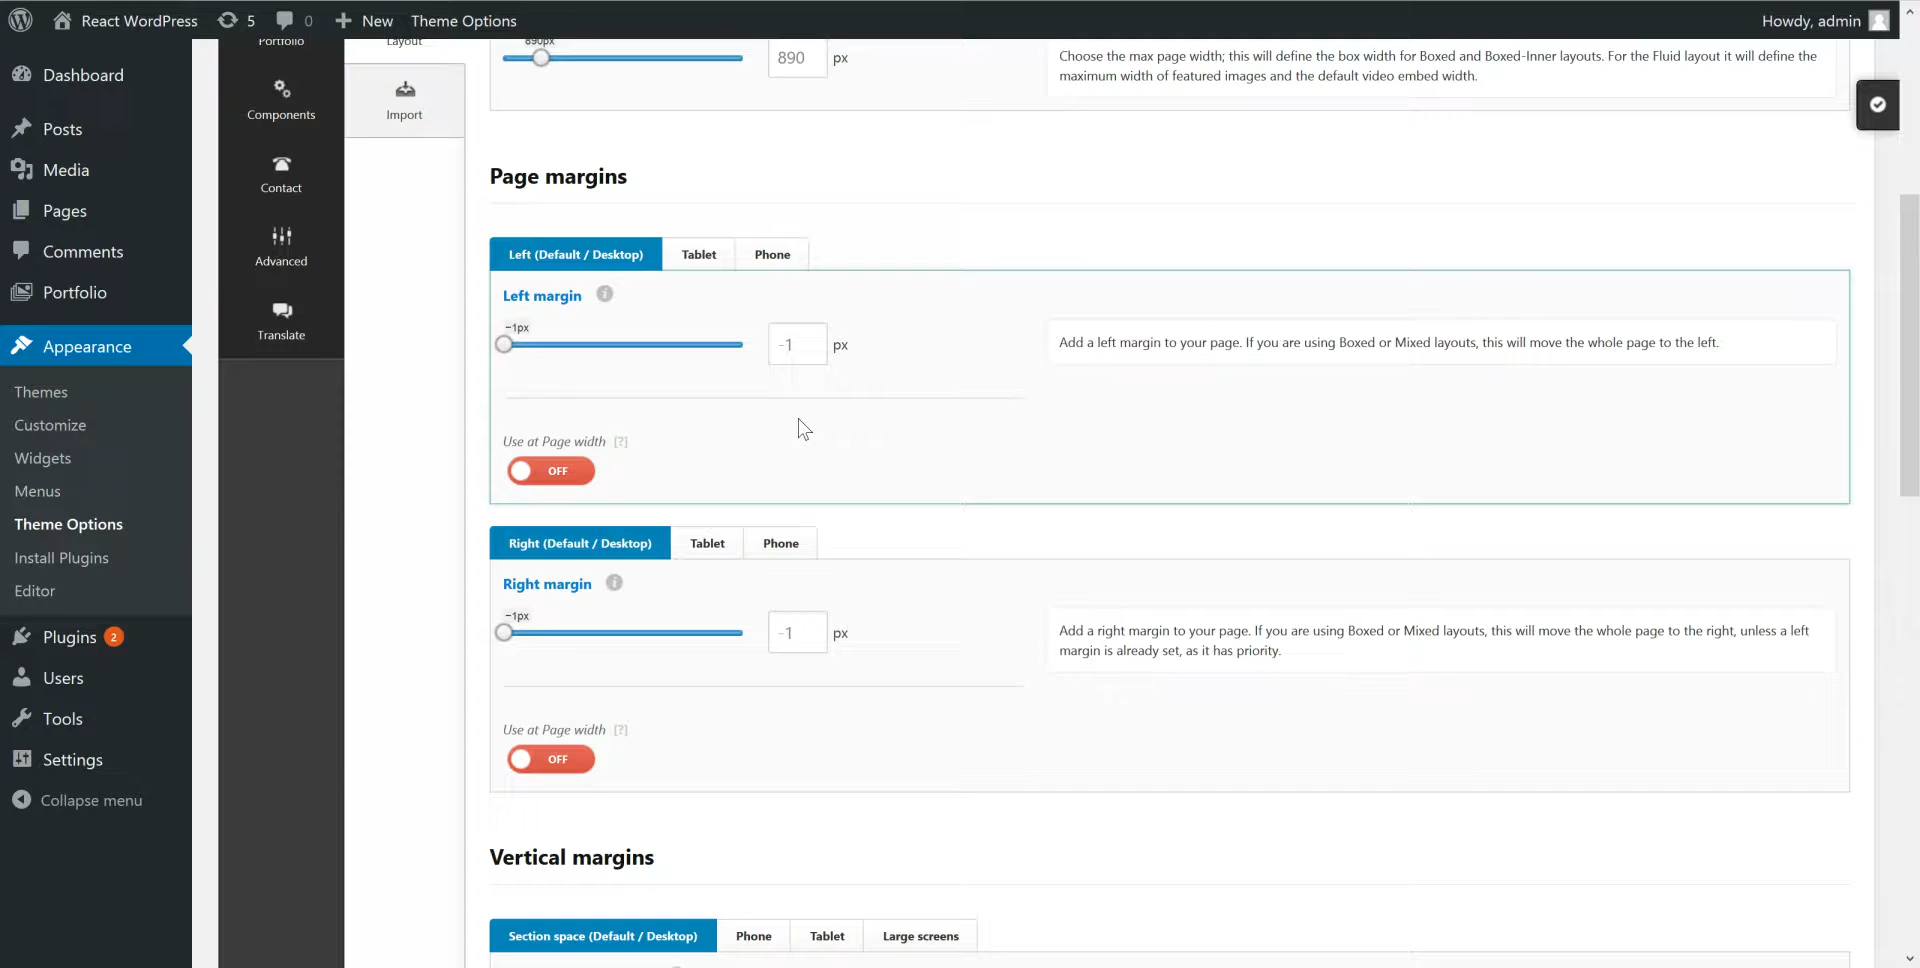 React WordPress
5
0
New
Theme Options
Howdy, admin
Dashboard
Posts
Media
Pages
Comments
Portfolio
Appearance
Themes
Customize
Widgets
Menus
Theme Options
Install Plugins
Editor
Plugins 2
Users
Tools
Settings
Collapse menu
Portfolio
Components
Contact
Advanced
Translate
Layout
Import
890px
890 px
Choose the max page width; this will define the box width for Boxed and Boxed-Inner layouts. For the Fluid layout it will define the
maximum width of featured images and the default video embed width.
Page margins
Left (Default / Desktop) Tablet Phone
Left margin
-1px
-1 px
Add a left margin to your page. If you are using Boxed or Mixed layouts, this will move the whole page to the left.
Use at Page width [?]
OFF
Right (Default / Desktop) Tablet Phone
Right margin
-1px
-1 px
Add a right margin to your page. If you are using Boxed or Mixed layouts, this will move the whole page to the right, unless a left
margin is already set, as it has priority.
Use at Page width [?]
OFF
Vertical margins
Section space (Default / Desktop) Phone Tablet Large screens